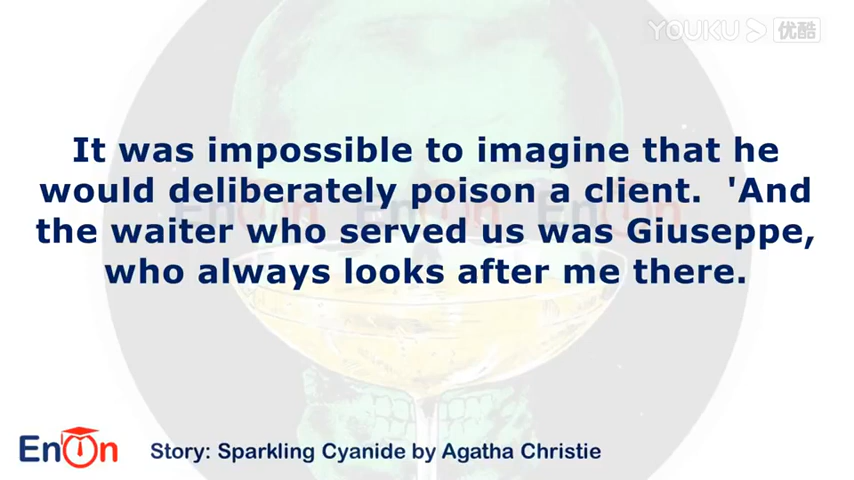 YOUKU 优酷
It was impossible to imagine that he
would deliberately poison a client.  'And
the waiter who served us was Giuseppe,
who always looks after me there.
EnOn
Story: Sparkling Cyanide by Agatha Christie